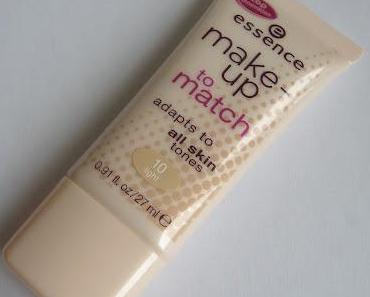 essence
make-
up
to
match
adapts to
all skin
tones
10
light
0.91 fl.oz/27 ml e